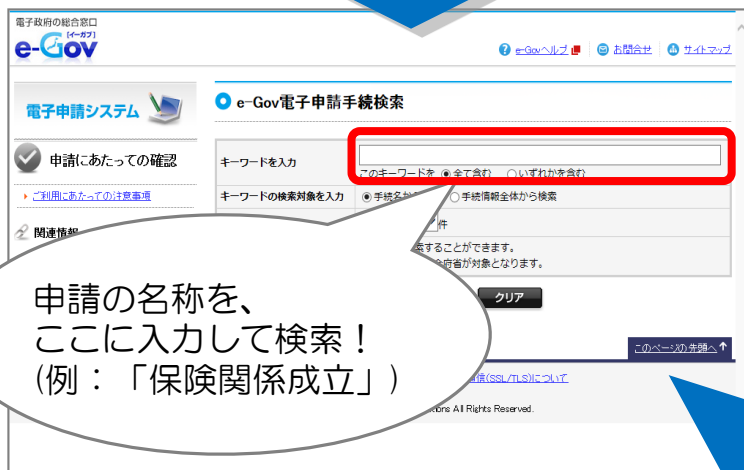 電子政府の総合窓口
[イーガブ]
e-Gov
e-Govヘルプ お問合せ サイトマップ
電子申請システム
e-Gov電子申請手続検索
申請にあたっての確認
キーワードを入力
このキーワードを 全て含む いずれかを含む
ご利用にあたっての注意事項
キーワードの検索対象を入力 手続名か 手続情報全体から検索
関連情報
件
することができます。
府省が対象となります。
申請の名称を、
ここに入力して検索!
(例:「保険関係成立」)
クリア
このページの先頭へ
(SSL/TLS)について
All Rights Reserved.